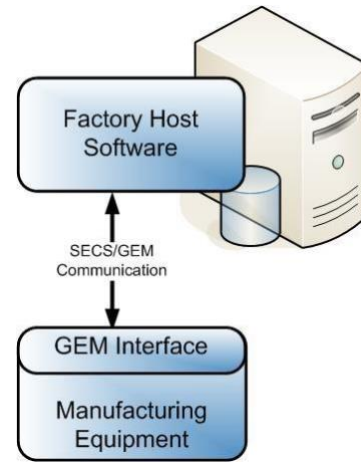 Factory Host
Software
SECS/GEM
Communication
GEM Interface
Manufacturing
Equipment